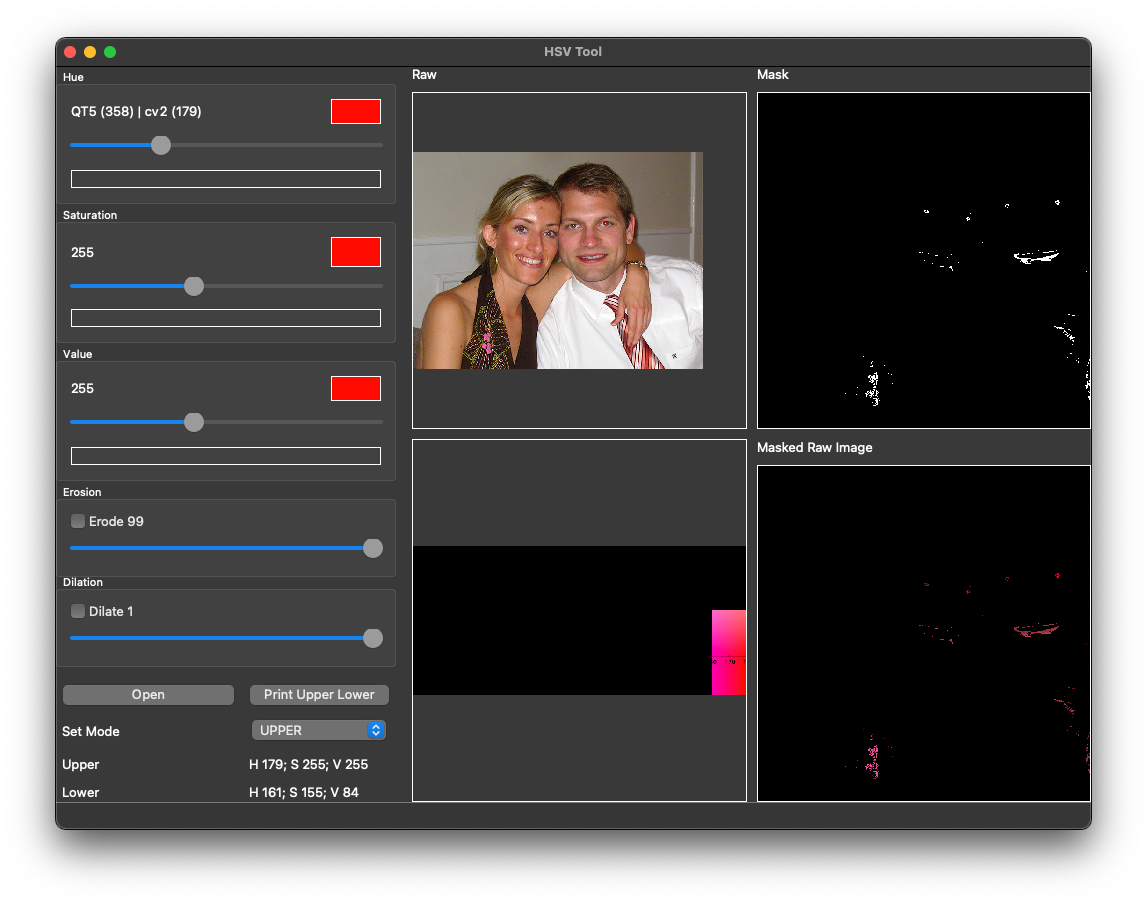 HSV Tool
Hue
QT5 (358) | cv2 (179)
Saturation
255
Value
255
Erosion
Erode 99
Dilation
Dilate 1
Open
Print Upper Lower
Set Mode
UPPER
Upper
H 179; S 255; V 255
Lower
H 161; S 155; V 84
Raw
Mask
Masked Raw Image